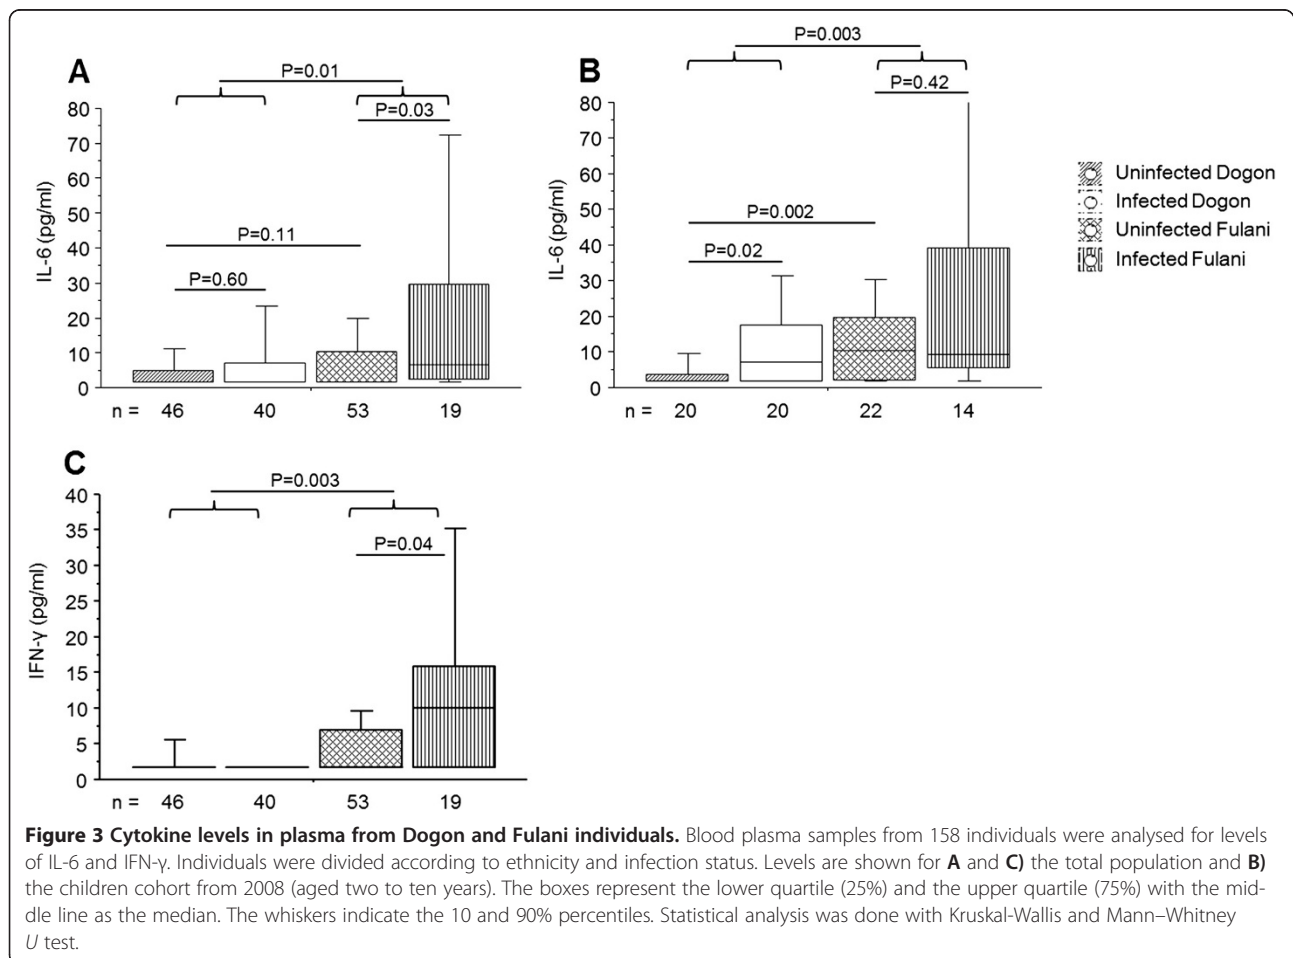 A
P=0.01
P=0.03
80
70
60
50
40
30
20
10
0
IL-6 (pg/ml)
P=0.11
P=0.60
n = 46 40 53 19
B
P=0.003
P=0.42
80
70
60
50
40
30
20
10
0
IL-6 (pg/ml)
P=0.002
P=0.02
n = 20 20 22 14
Uninfected Dogon
Infected Dogon
Uninfected Fulani
Infected Fulani
C
P=0.003
P=0.04
40
35
30
25
20
15
10
5
0
IFN-γ (pg/ml)
n = 46 40 53 19
Figure 3 Cytokine levels in plasma from Dogon and Fulani individuals. Blood plasma samples from 158 individuals were analysed for levels
of IL-6 and IFN-γ. Individuals were divided according to ethnicity and infection status. Levels are shown for A and C) the total population and B)
the children cohort from 2008 (aged two to ten years). The boxes represent the lower quartile (25%) and the upper quartile (75%) with the mid-
dle line as the median. The whiskers indicate the 10 and 90% percentiles. Statistical analysis was done with Kruskal-Wallis and Mann–Whitney
U test.